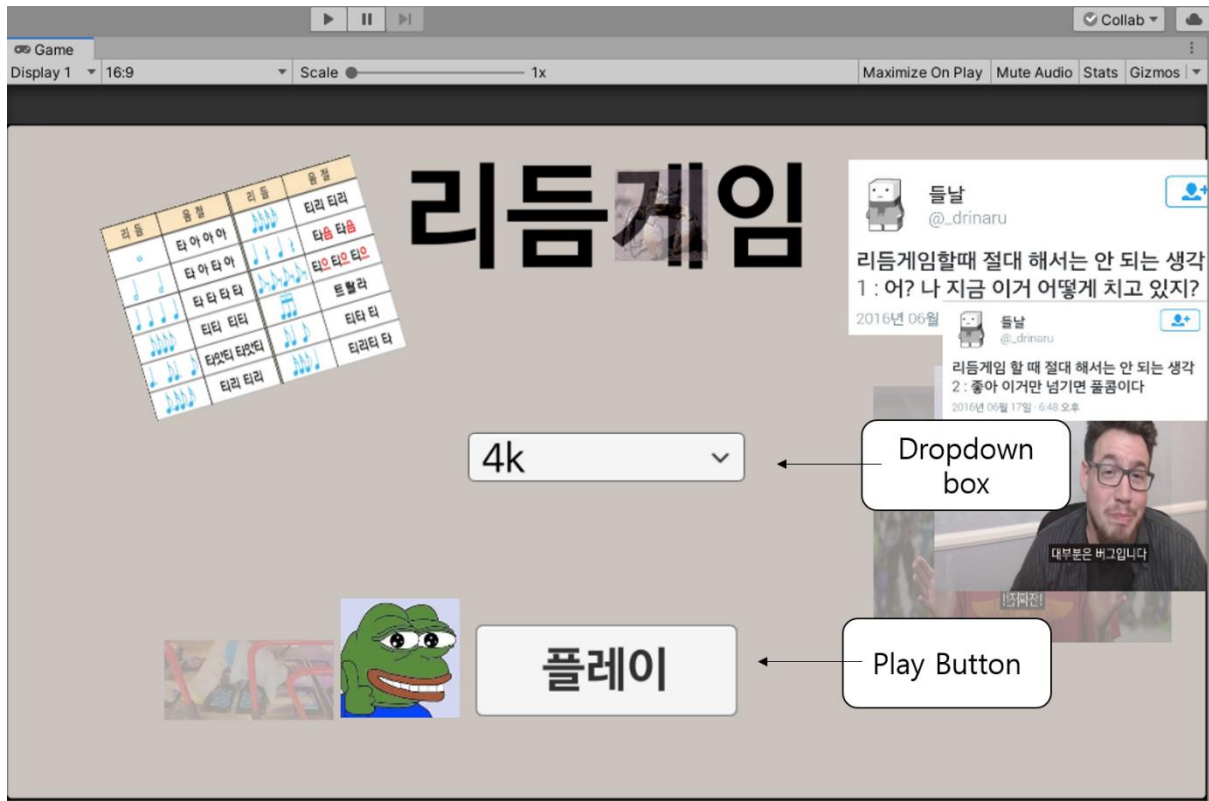 Collab
Game
Display 1 16:9 Scale 1x Maximize On Play Mute Audio Stats Gizmos
리듬게임
리 듬 음 절 리 듬 음 절
타 아 아 아 티리 티리
타 아 타 아 타음 타음
타 타 타 타 티으 티으 티으
티티 티티 트랄라
타앗티 타앗티 티타 티
티리 티리 티리티 타
들날
@_drinaru
리듬게임할때 절대 해서는 안 되는 생각
1 : 어? 나 지금 이거 어떻게 치고 있지?
2016년 06월
들날
@_drinaru
리듬게임 할 때 절대 해서는 안 되는 생각
2 : 좋아 이거만 넘기면 풀콤이다
2016년 06월 17일 · 6:48 오후
4k
Dropdown
box
대부분은 버그입니다
플레이
Play Button